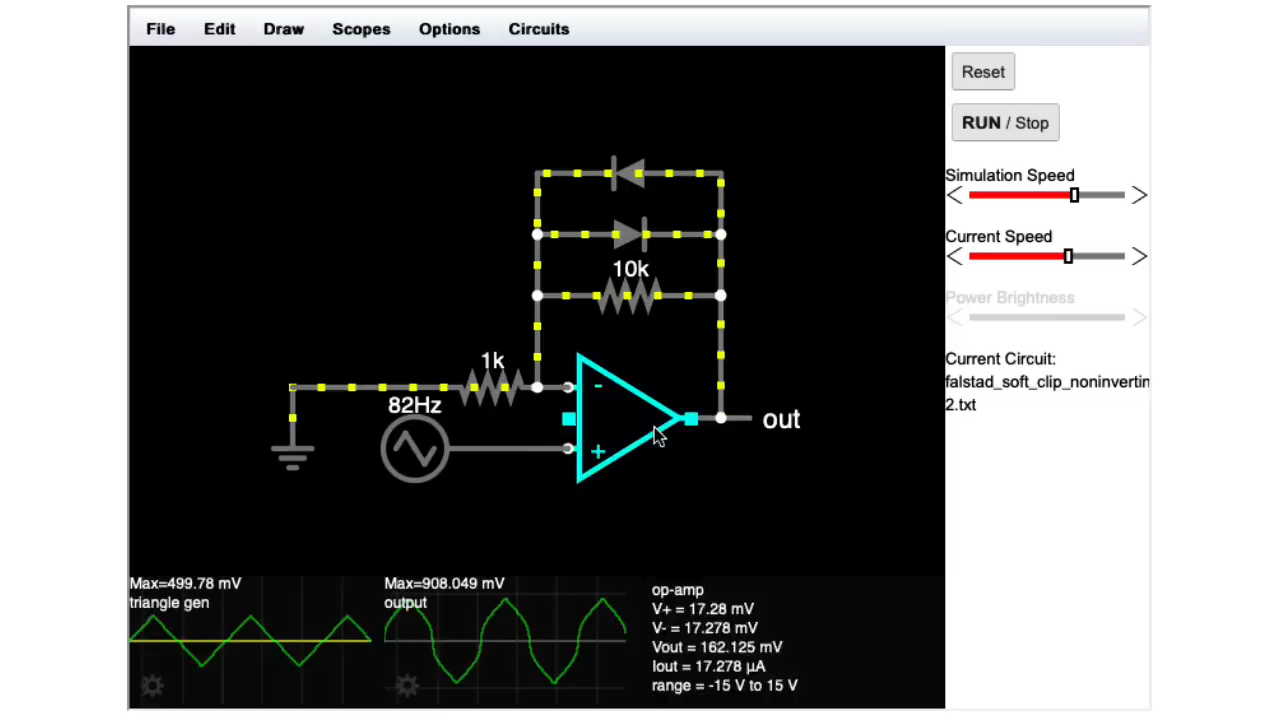 File Edit Draw Scopes Options Circuits
Reset
RUN / Stop
Simulation Speed
Current Speed
Power Brightness
Current Circuit:
falstad_soft_clip_noninvertin
2.txt
10k
1k
82Hz
-
+
out
Max=499.78 mV
triangle gen
Max=908.049 mV
output
op-amp
V+ = 17.28 mV
V- = 17.278 mV
Vout = 162.125 mV
Iout = 17.278 μA
range = -15 V to 15 V